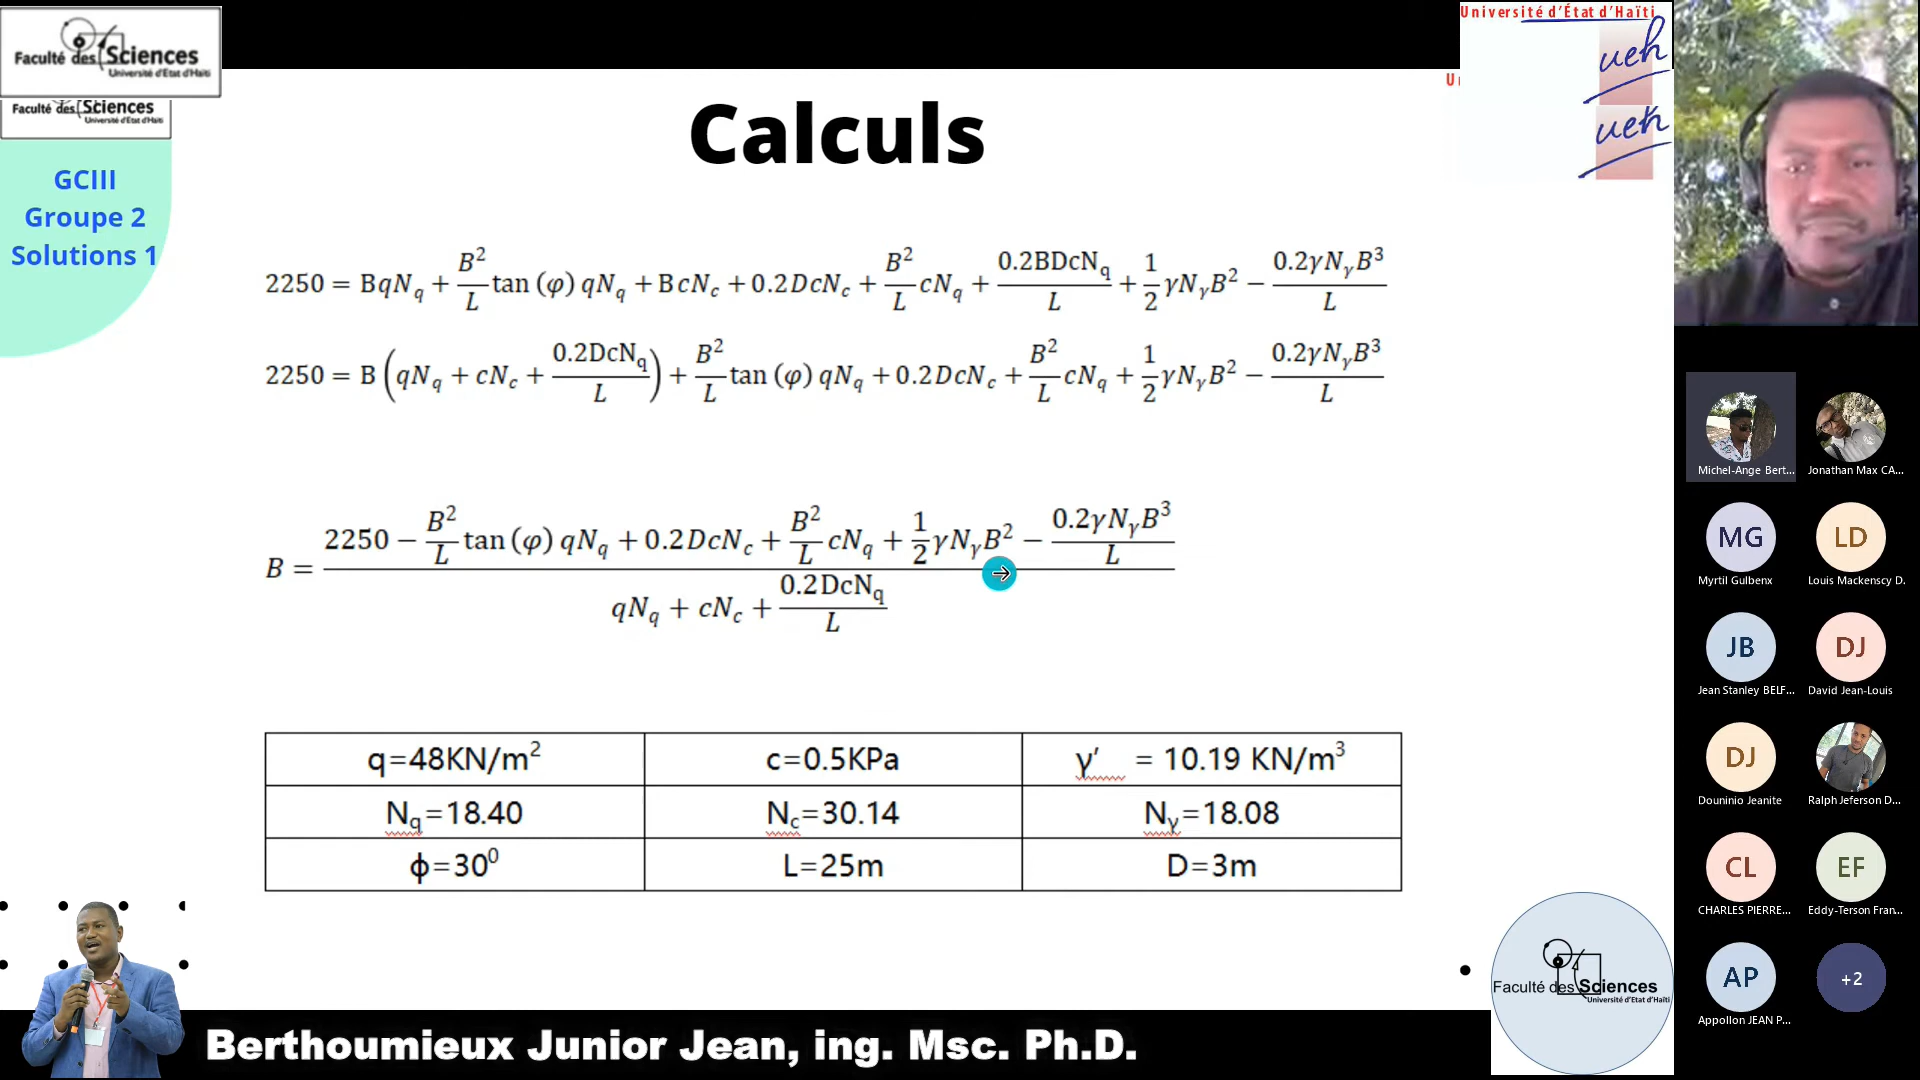 Faculté des Sciences
Université d'Etat d'Haïti
Faculté des Sciences
Université d'Etat d'Haïti
GCIII
Groupe 2
Solutions 1
Université d'État d'Haïti
ueh
U
ueh
Calculs
2250 = BqN_q + B²/L tan (φ) qN_q + BcN_c + 0.2DcN_c + B²/L cN_q + 0.2BDcN_q/L + 1/2 γN_γB² − 0.2γN_γB³/L
2250 = B (qN_q + cN_c + 0.2DcN_q/L) + B²/L tan (φ) qN_q + 0.2DcN_c + B²/L cN_q + 1/2 γN_γB² − 0.2γN_γB³/L
B = (2250 − B²/L tan (φ) qN_q + 0.2DcN_c + B²/L cN_q + 1/2 γN_γB² − 0.2γN_γB³/L) / (qN_q + cN_c + 0.2DcN_q/L)
q=48KN/m² c=0.5KPa γ′ = 10.19 KN/m³
N_q=18.40 N_c=30.14 N_γ=18.08
ϕ=30⁰ L=25m D=3m
Faculté des Sciences
Université d'Etat d'Haïti
Berthoumieux Junior Jean, ing. Msc. Ph.D.
Michel-Ange Bert... Jonathan Max CA...
MG LD
Myrtil Gulbenx Louis Mackenscy D.
JB DJ
Jean Stanley BELF... David Jean-Louis
DJ
Douninio Jeanite Ralph Jeferson D...
CL EF
CHARLES PIERRE... Eddy-Terson Fran...
AP +2
Appollon JEAN P...